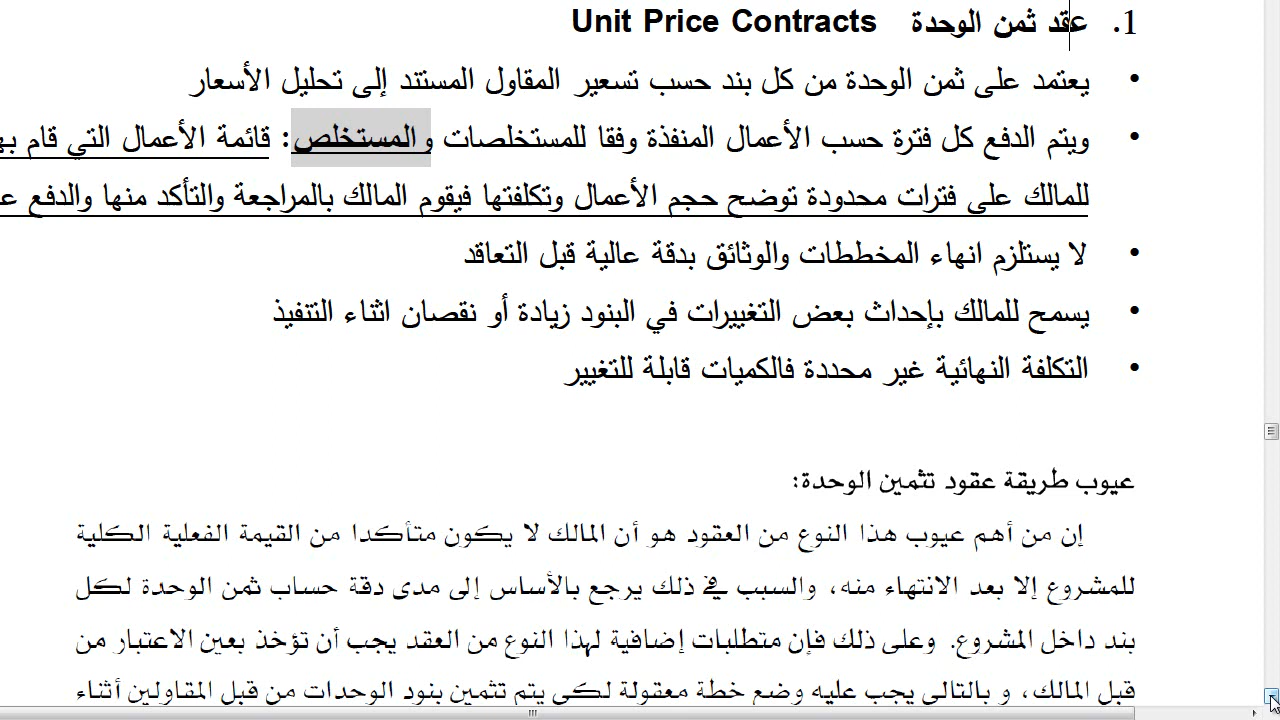 1. عقد ثمن الوحدة Unit Price Contracts
• يعتمد على ثمن الوحدة من كل بند حسب تسعير المقاول المستند إلى تحليل الأسعار
• ويتم الدفع كل فترة حسب الأعمال المنفذة وفقا للمستخلصات والمستخلص: قائمة الأعمال التي قام
للمالك على فترات محدودة توضح حجم الأعمال وتكلفتها فيقوم المالك بالمراجعة والتأكد منها والدفع
• لا يستلزم انهاء المخططات والوثائق بدقة عالية قبل التعاقد
• يسمح للمالك بإحداث بعض التغييرات في البنود زيادة أو نقصان اثناء التنفيذ
• التكلفة النهائية غير محددة فالكميات قابلة للتغيير
عيوب طريقة عقود تثمين الوحدة:
إن من أهم عيوب هذا النوع من العقود هو أن المالك لا يكون متأكدا من القيمة الفعلية الكلية
للمشروع إلا بعد الانتهاء منه، والسبب في ذلك يرجع بالأساس إلى مدى دقة حساب ثمن الوحدة لكل
بند داخل المشروع. وعلى ذلك فإن متطلبات إضافية لهذا النوع من العقد يجب أن تؤخذ بعين الاعتبار من
قبل المالك، و بالتالي يجب عليه وضع خطة معقولة لكي يتم تثمين بنود الوحدات من قبل المقاولين أثناء